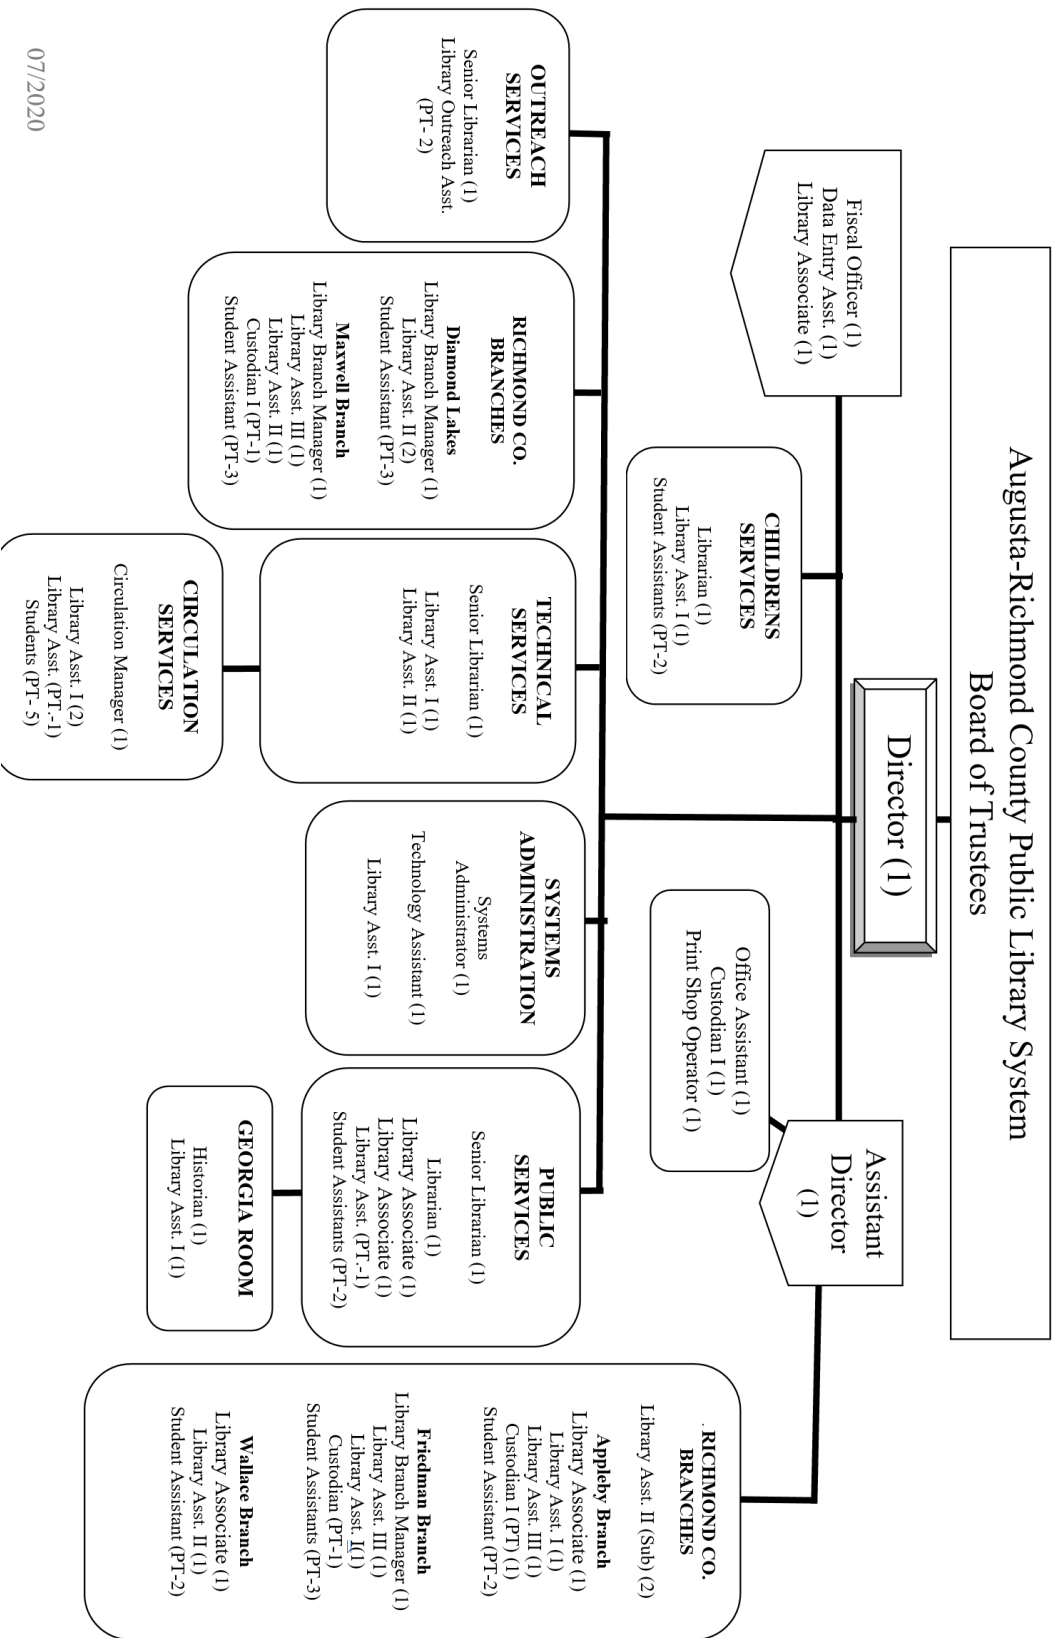 Augusta-Richmond County Public Library System
Board of Trustees
Director (1)
Fiscal Officer (1)
Data Entry Asst. (1)
Library Associate (1)
Assistant
Director
(1)
CHILDRENS
SERVICES
Librarian (1)
Library Asst. I (1)
Student Assistants (PT-2)
Office Assistant (1)
Custodian I (1)
Print Shop Operator (1)
OUTREACH
SERVICES
Senior Librarian (1)
Library Outreach Asst.
(PT- 2)
RICHMOND CO.
BRANCHES
Diamond Lakes
Library Branch Manager (1)
Library Asst. II (2)
Student Assistant (PT-3)
Maxwell Branch
Library Branch Manager (1)
Library Asst. III (1)
Library Asst. II (1)
Custodian I (PT-1)
Student Assistant (PT-3)
TECHNICAL
SERVICES
Senior Librarian (1)
Library Asst. I (1)
Library Asst. II (1)
CIRCULATION
SERVICES
Circulation Manager (1)
Library Asst. I (2)
Library Asst. (PT.-1)
Students (PT- 5)
SYSTEMS
ADMINISTRATION
Systems
Administrator (1)
Technology Assistant (1)
Library Asst. I (1)
PUBLIC
SERVICES
Senior Librarian (1)
Librarian (1)
Library Associate (1)
Library Associate (1)
Library Asst. (PT.-1)
Student Assistants (PT-2)
GEORGIA ROOM
Historian (1)
Library Asst. I (1)
. RICHMOND CO.
BRANCHES
Library Asst. II (Sub) (2)
Appleby Branch
Library Associate (1)
Library Asst. I (1)
Library Asst. III (1)
Custodian I (PT) (1)
Student Assistant (PT-2)
Friedman Branch
Library Branch Manager (1)
Library Asst. III (1)
Library Asst. I(1)
Custodian (PT-1)
Student Assistants (PT-3)
Wallace Branch
Library Associate (1)
Library Asst. II (1)
Student Assistant (PT-2)
07/2020